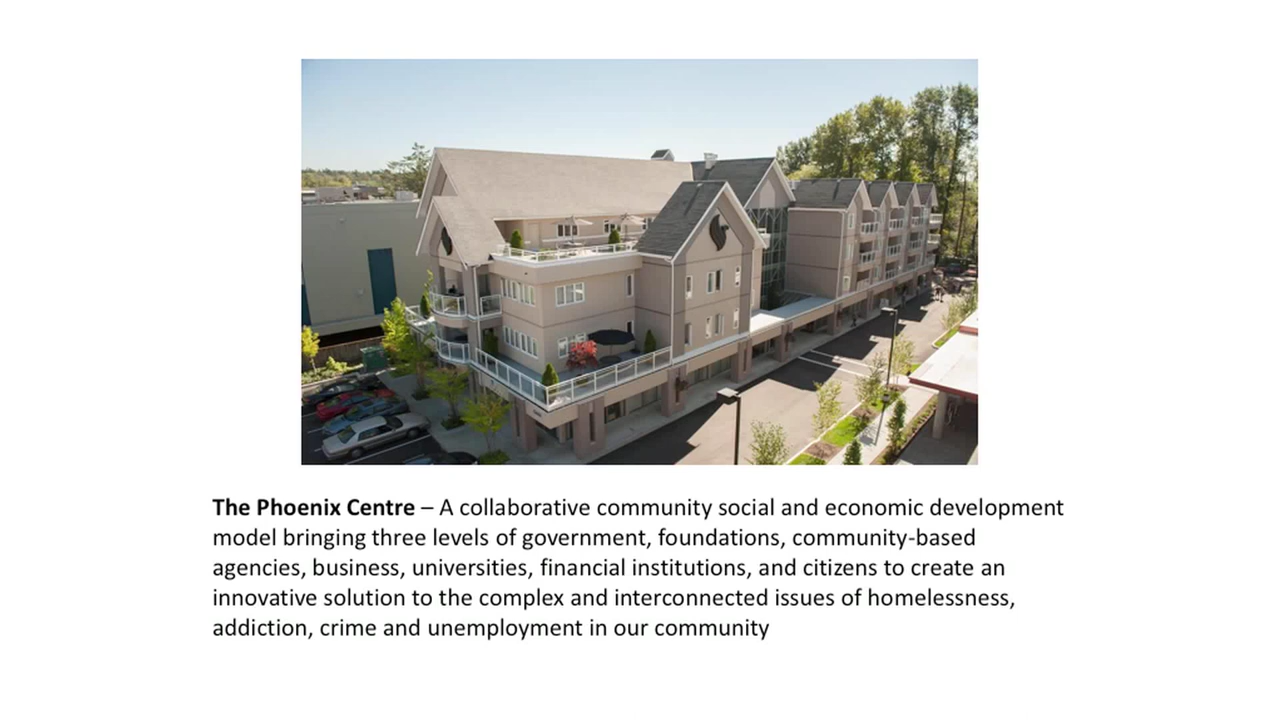 The Phoenix Centre – A collaborative community social and economic development
model bringing three levels of government, foundations, community-based
agencies, business, universities, financial institutions, and citizens to create an
innovative solution to the complex and interconnected issues of homelessness,
addiction, crime and unemployment in our community